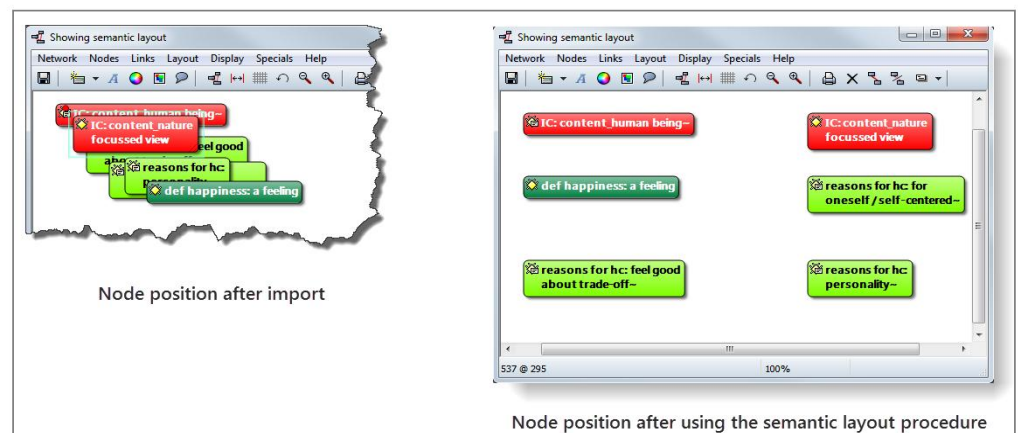 Showing semantic layout
Network Nodes Links Layout Display Specials Help
IC: content_human being~
IC: content_nature
focussed view
feel good
reasons for hc:
def happiness: a feeling
Node position after import
Showing semantic layout
Network Nodes Links Layout Display Specials Help
IC: content_human being~
IC: content_nature
focussed view
def happiness: a feeling
reasons for hc: for
oneself / self-centered~
reasons for hc: feel good
about trade-off~
reasons for hc:
personality~
537 @ 295
100%
Node position after using the semantic layout procedure